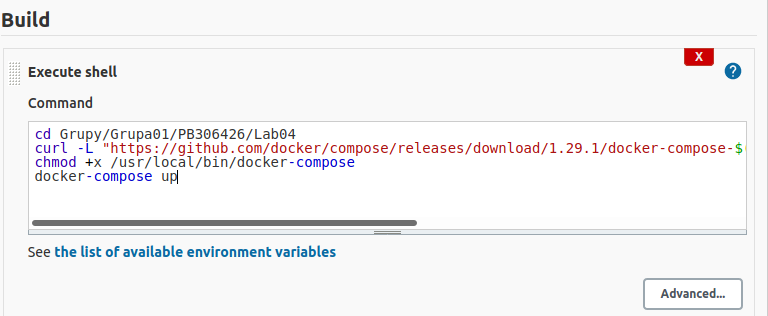 Build
X
Execute shell
?
Command
cd Grupy/Grupa01/PB306426/Lab04
curl -L "https://github.com/docker/compose/releases/download/1.29.1/docker-compose-$
chmod +x /usr/local/bin/docker-compose
docker-compose up
See the list of available environment variables
Advanced...